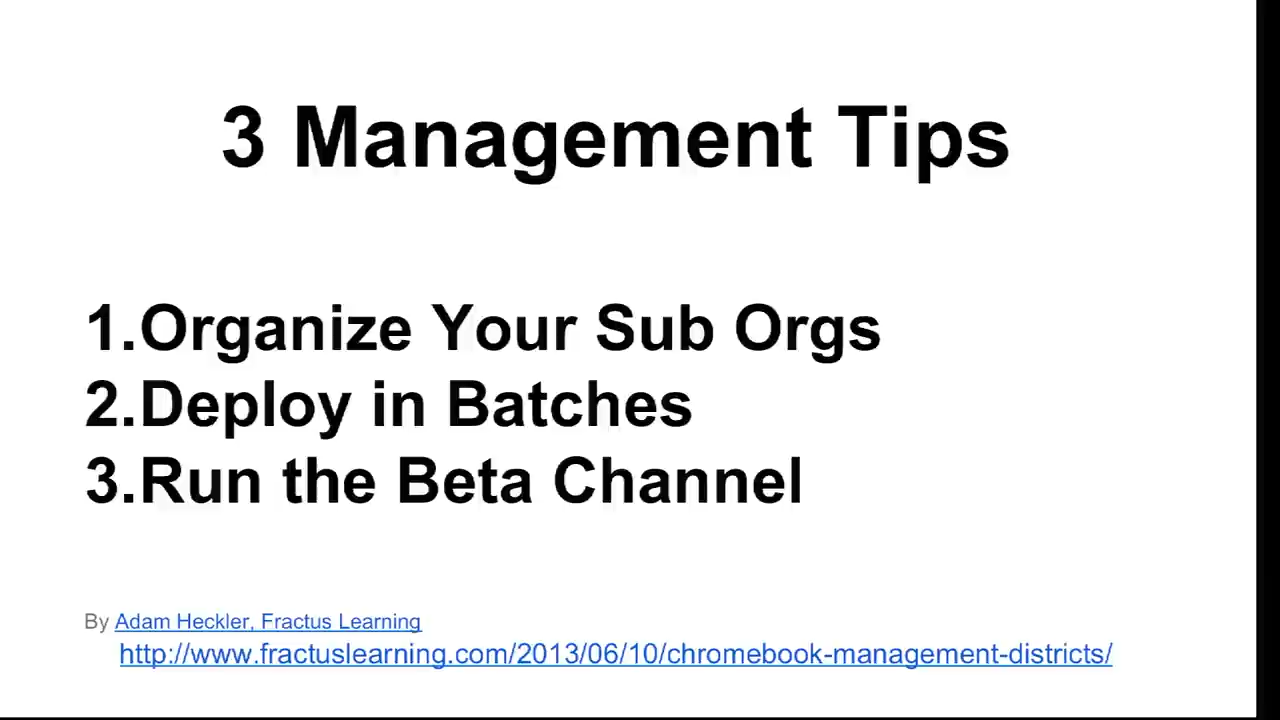 3 Management Tips
1.Organize Your Sub Orgs
2.Deploy in Batches
3.Run the Beta Channel
By Adam Heckler, Fractus Learning
http://www.fractuslearning.com/2013/06/10/chromebook-management-districts/